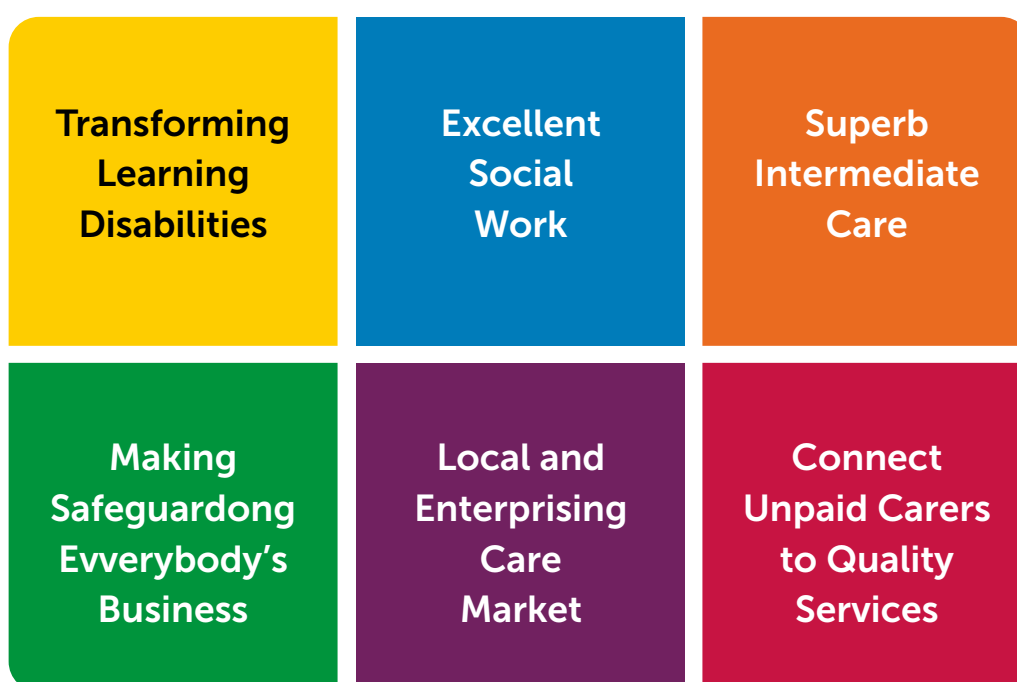 Transforming
Learning
Disabilities
Excellent
Social
Work
Superb
Intermediate
Care
Making
Safeguardong
Evverybody's
Business
Local and
Enterprising
Care
Market
Connect
Unpaid Carers
to Quality
Services